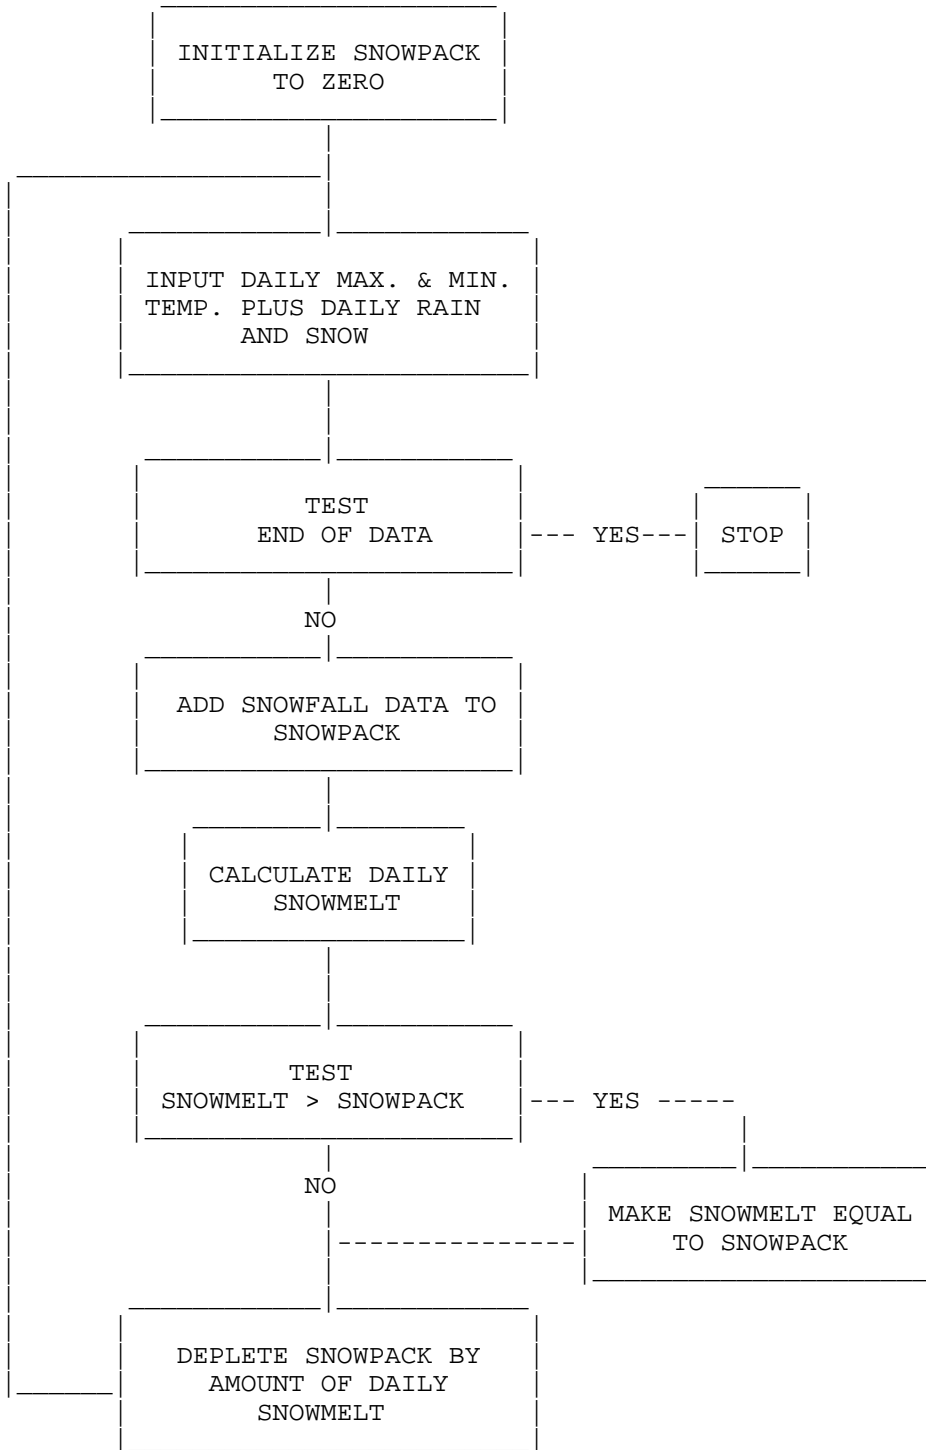 INITIALIZE SNOWPACK
TO ZERO
INPUT DAILY MAX. & MIN.
TEMP. PLUS DAILY RAIN
AND SNOW
TEST
END OF DATA
--- YES---
STOP
NO
ADD SNOWFALL DATA TO
SNOWPACK
CALCULATE DAILY
SNOWMELT
TEST
SNOWMELT > SNOWPACK
--- YES -----
NO
MAKE SNOWMELT EQUAL
TO SNOWPACK
DEPLETE SNOWPACK BY
AMOUNT OF DAILY
SNOWMELT